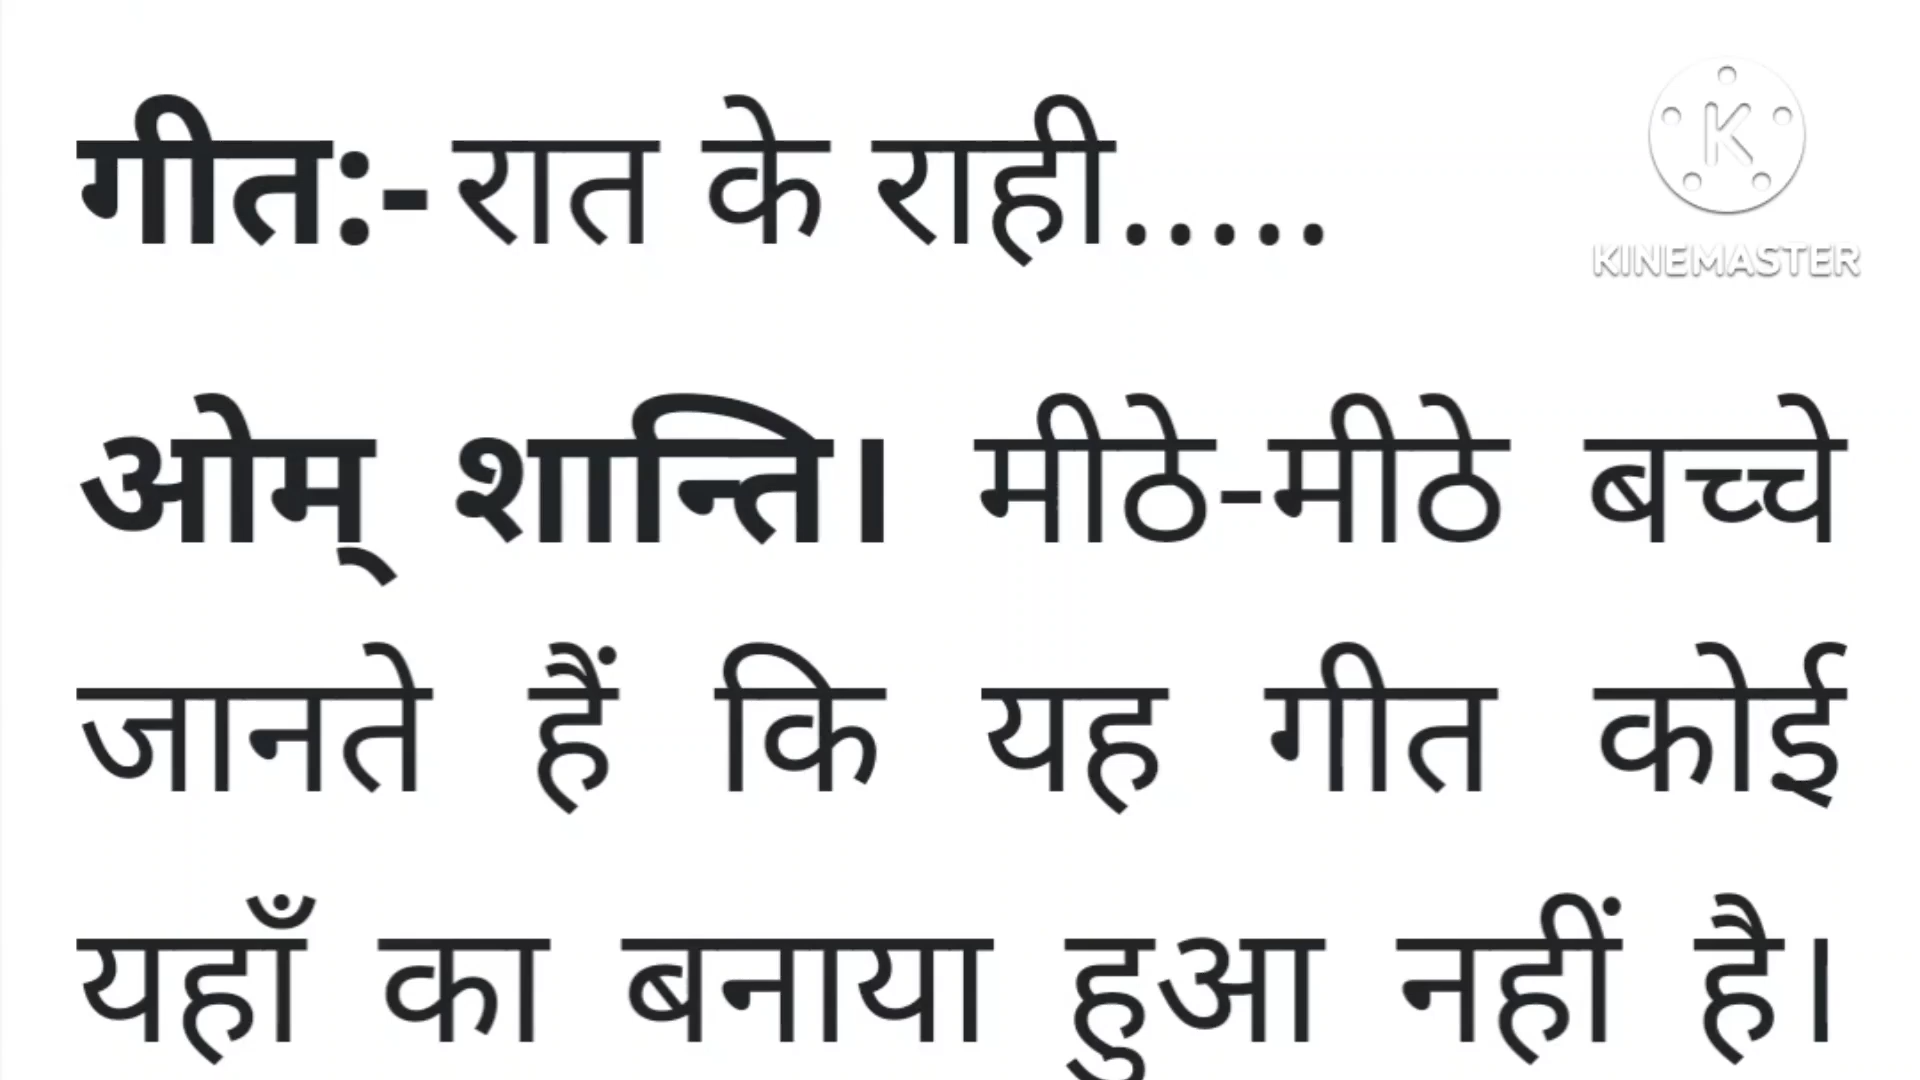 गीत:- रात के राही.....
KINEMASTER
ओम् शान्ति। मीठे-मीठे बच्चे
जानते हैं कि यह गीत कोई
यहाँ का बनाया हुआ नहीं है।